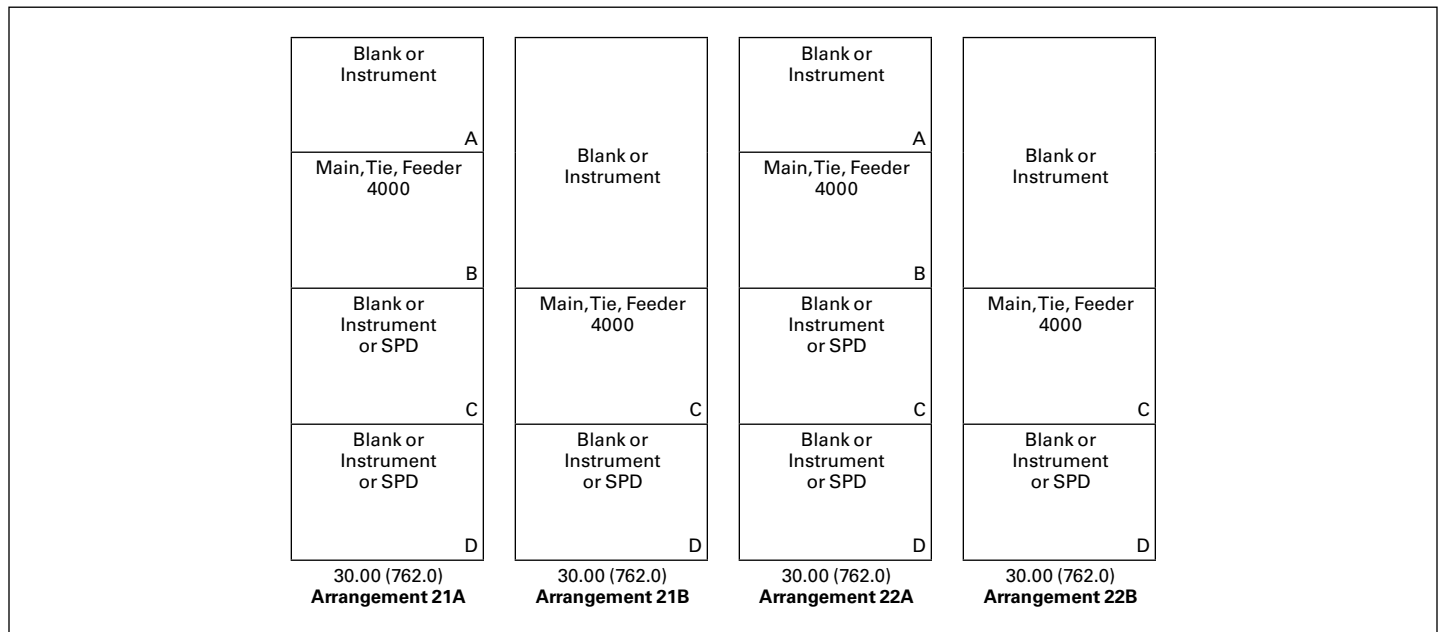 Blank or
Instrument
A
Main, Tie, Feeder
4000
B
Blank or
Instrument
or SPD
C
Blank or
Instrument
or SPD
D
30.00 (762.0)
Arrangement 21A
Blank or
Instrument
Main, Tie, Feeder
4000
C
Blank or
Instrument
or SPD
D
30.00 (762.0)
Arrangement 21B
Blank or
Instrument
A
Main, Tie, Feeder
4000
B
Blank or
Instrument
or SPD
C
Blank or
Instrument
or SPD
D
30.00 (762.0)
Arrangement 22A
Blank or
Instrument
Main, Tie, Feeder
4000
C
Blank or
Instrument
or SPD
D
30.00 (762.0)
Arrangement 22B